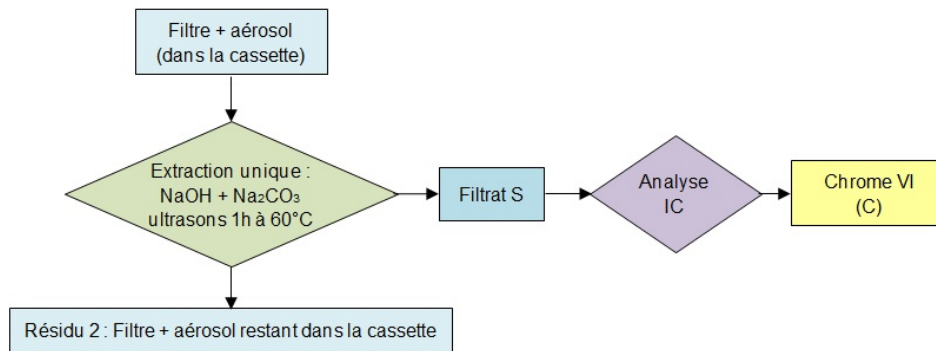 Filtre + aérosol
(dans la cassette)
Extraction unique :
NaOH + Na₂CO₃
ultrasons 1h à 60°C
Filtrat S
Analyse
IC
Chrome VI
(C)
Résidu 2 : Filtre + aérosol restant dans la cassette